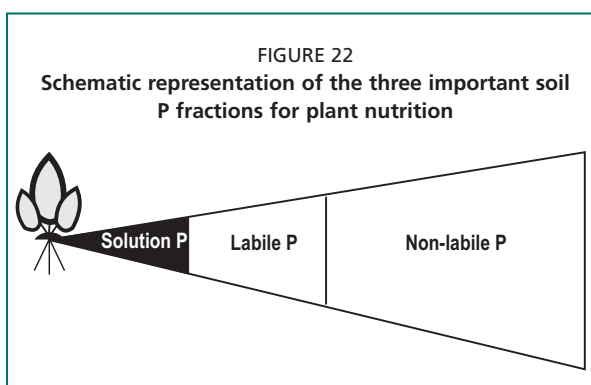 FIGURE 22
Schematic representation of the three important soil
P fractions for plant nutrition
Solution P Labile P Non-labile P